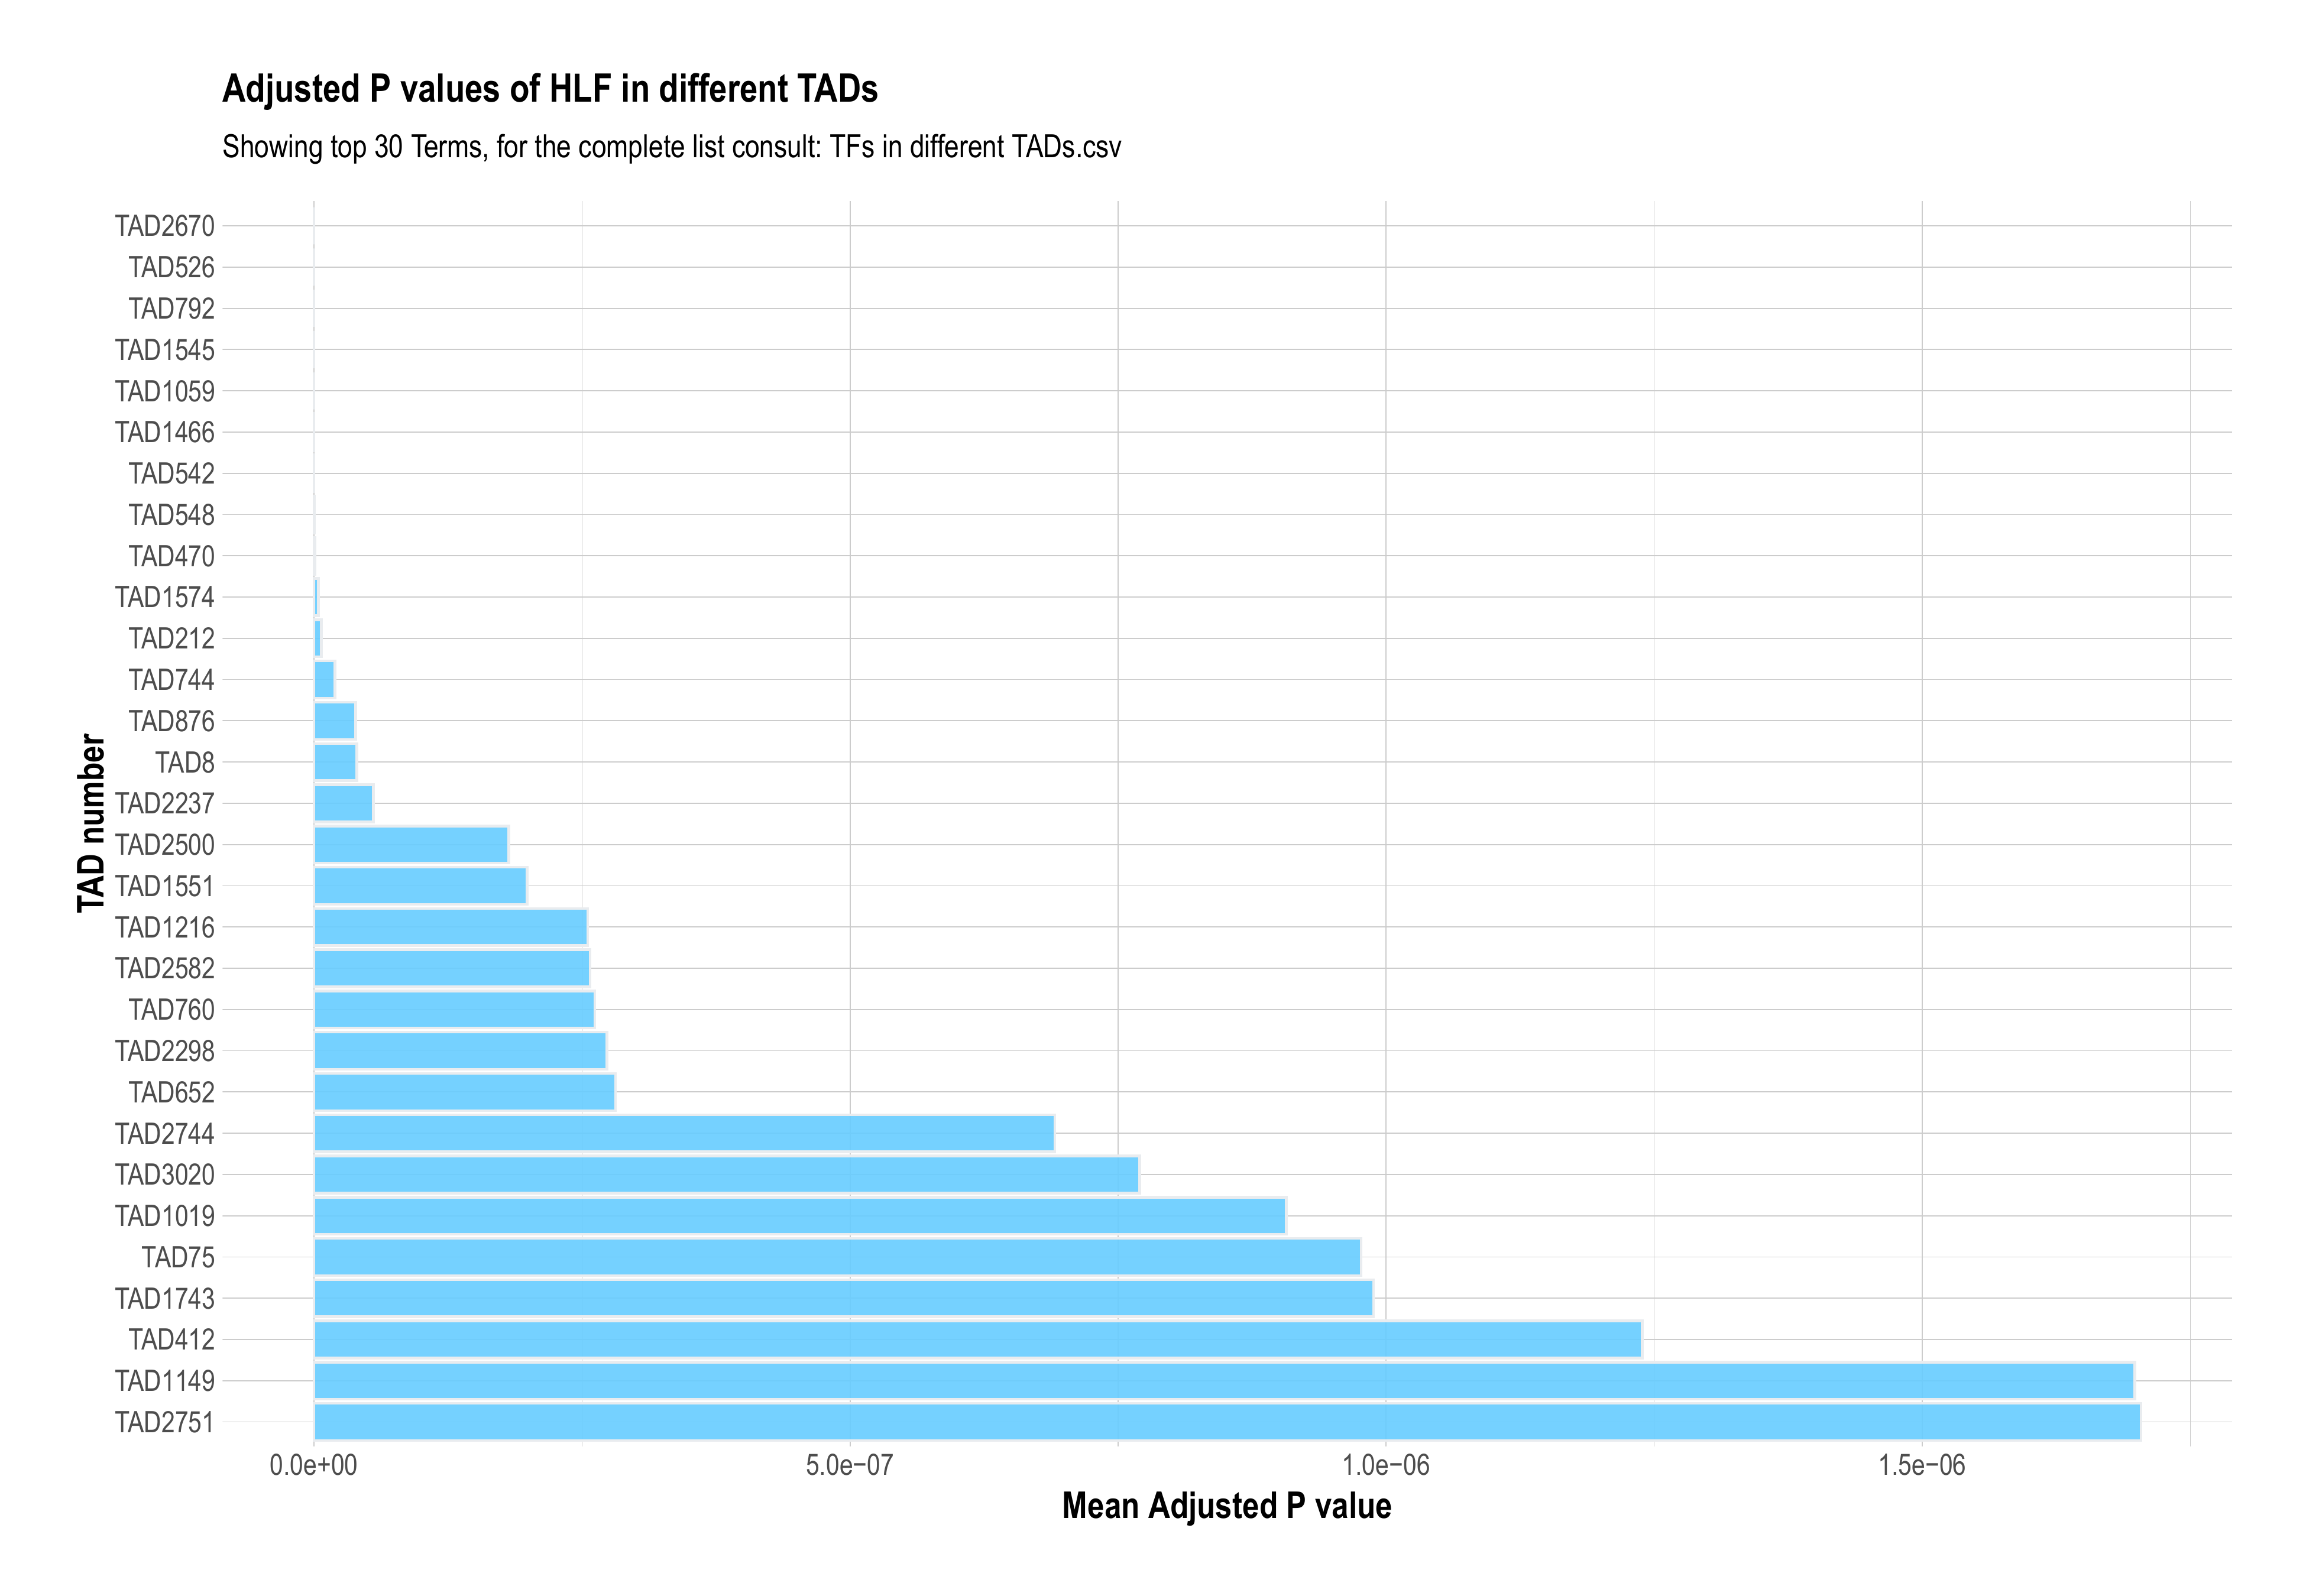 Adjusted P values of HLF in different TADs
Showing top 30 Terms, for the complete list consult: TFs in different TADs.csv
TAD number
TAD2670
TAD526
TAD792
TAD1545
TAD1059
TAD1466
TAD542
TAD548
TAD470
TAD1574
TAD212
TAD744
TAD876
TAD8
TAD2237
TAD2500
TAD1551
TAD1216
TAD2582
TAD760
TAD2298
TAD652
TAD2744
TAD3020
TAD1019
TAD75
TAD1743
TAD412
TAD1149
TAD2751
0.0e+00 5.0e−07 1.0e−06 1.5e−06
Mean Adjusted P value